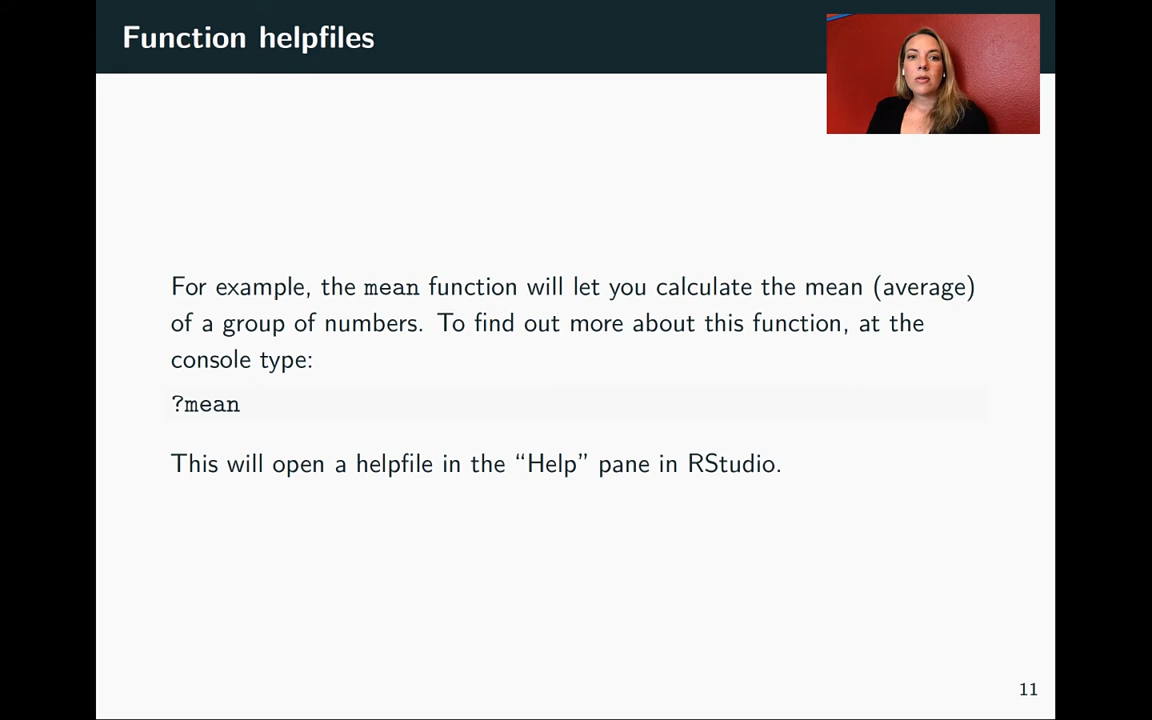 Function helpfiles
For example, the mean function will let you calculate the mean (average)
of a group of numbers. To find out more about this function, at the
console type:
?mean
This will open a helpfile in the “Help” pane in RStudio.
11